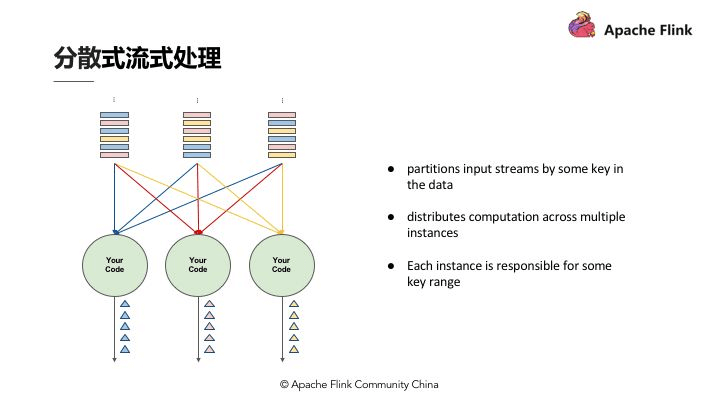 Apache Flink
分散式流式处理
● partitions input streams by some key in
the data
● distributes computation across multiple
instances
● Each instance is responsible for some
key range
Your
Code
Your
Code
Your
Code
© Apache Flink Community China